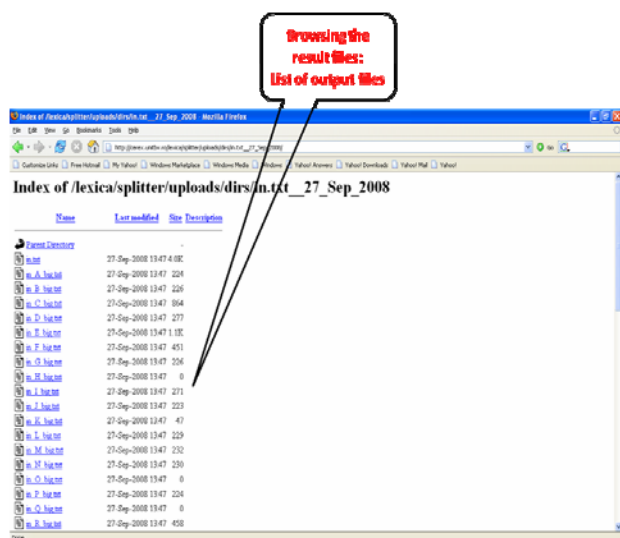 Browsing the
result files:
List of output files
Index of /lexica/splitter/uploads/dirs/in.txt__27_Sep_2008 - Mozilla Firefox
File Edit View Go Bookmarks Tools Help
Customize Links Free Hotmail My Yahoo! Windows Marketplace Windows Media Windows Yahoo! Answers Yahoo! Downloads Yahoo! Mail Yahoo!
Index of /lexica/splitter/uploads/dirs/in.txt__27_Sep_2008
Name Last modified Size Description
Parent Directory -
in.txt 27-Sep-2008 13:47 4.0K
in_A_big.txt 27-Sep-2008 13:47 224
in_B_big.txt 27-Sep-2008 13:47 226
in_C_big.txt 27-Sep-2008 13:47 864
in_D_big.txt 27-Sep-2008 13:47 277
in_E_big.txt 27-Sep-2008 13:47 1.1K
in_F_big.txt 27-Sep-2008 13:47 451
in_G_big.txt 27-Sep-2008 13:47 226
in_H_big.txt 27-Sep-2008 13:47 0
in_I_big.txt 27-Sep-2008 13:47 271
in_J_big.txt 27-Sep-2008 13:47 223
in_K_big.txt 27-Sep-2008 13:47 47
in_L_big.txt 27-Sep-2008 13:47 229
in_M_big.txt 27-Sep-2008 13:47 232
in_N_big.txt 27-Sep-2008 13:47 230
in_O_big.txt 27-Sep-2008 13:47 0
in_P_big.txt 27-Sep-2008 13:47 224
in_Q_big.txt 27-Sep-2008 13:47 0
in_R_big.txt 27-Sep-2008 13:47 458
Done